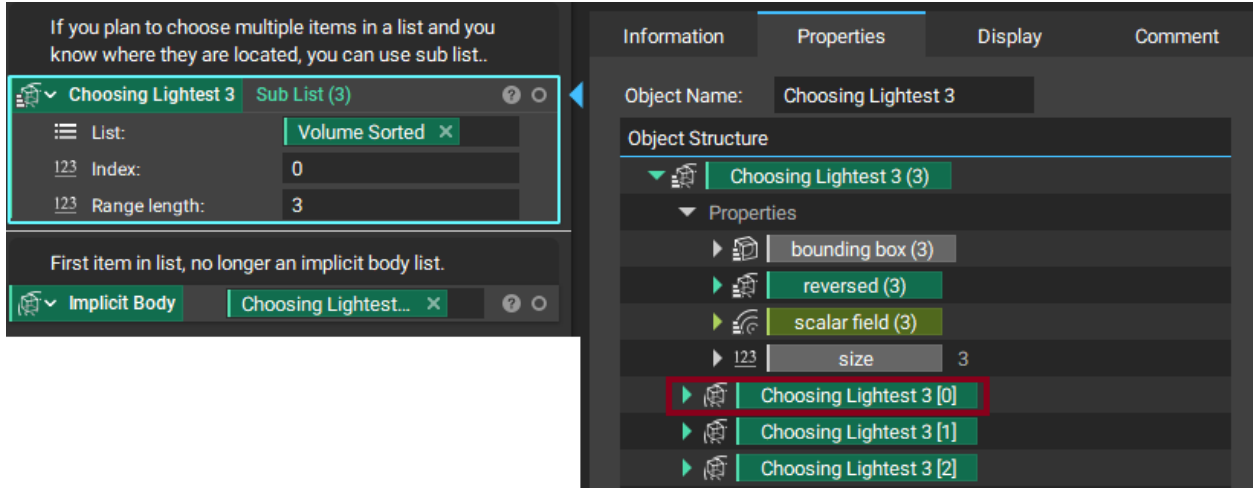 If you plan to choose multiple items in a list and you
know where they are located, you can use sub list..
Choosing Lightest 3 Sub List (3)
List: Volume Sorted ×
123 Index: 0
123 Range length: 3
First item in list, no longer an implicit body list.
Implicit Body Choosing Lightest... ×
Information Properties Display Comment
Object Name: Choosing Lightest 3
Object Structure
Choosing Lightest 3 (3)
Properties
bounding box (3)
reversed (3)
scalar field (3)
123 size 3
Choosing Lightest 3 [0]
Choosing Lightest 3 [1]
Choosing Lightest 3 [2]